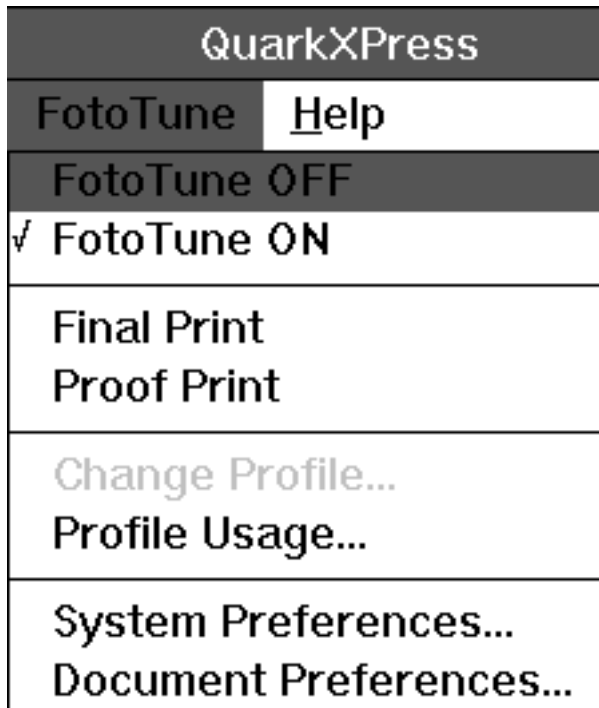 QuarkXPress
FotoTune Help
FotoTune OFF
√ FotoTune ON
Final Print
Proof Print
Change Profile...
Profile Usage...
System Preferences...
Document Preferences...